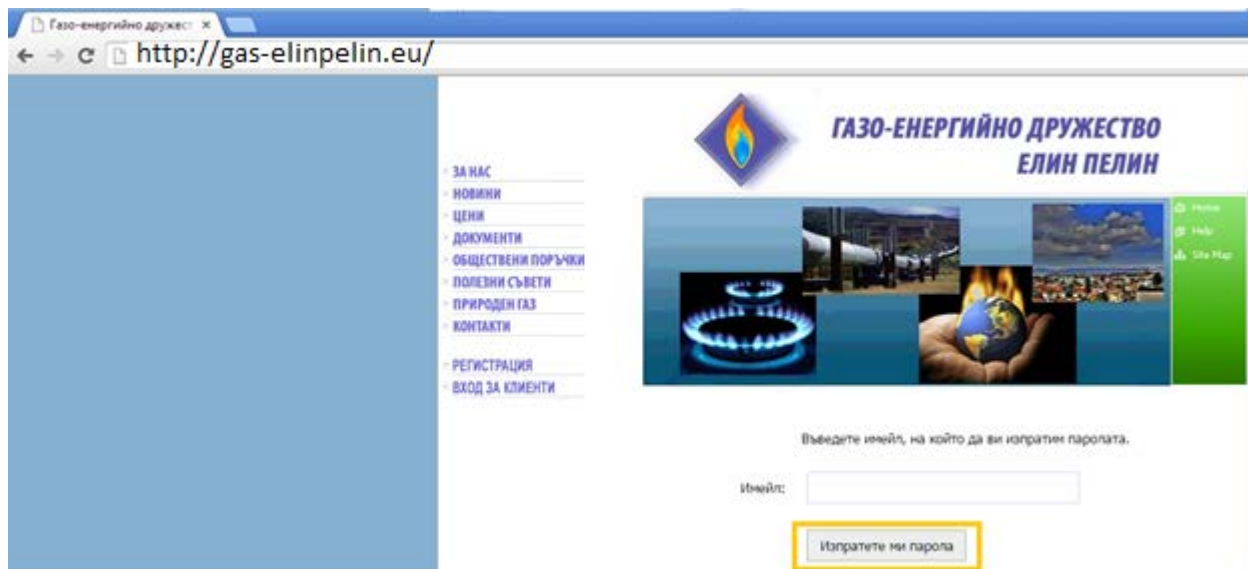 Газо-енергийно дружест
http://gas-elinpelin.eu/
ГАЗО-ЕНЕРГИЙНО ДРУЖЕСТВО
ЕЛИН ПЕЛИН
ЗА НАС
НОВИНИ
ЦЕНИ
ДОКУМЕНТИ
ОБЩЕСТВЕНИ ПОРЪЧКИ
ПОЛЕЗНИ СЪВЕТИ
ПРИРОДЕН ГАЗ
КОНТАКТИ
РЕГИСТРАЦИЯ
ВХОД ЗА КЛИЕНТИ
Home
Help
Site Map
Въведете имейл, на който да ви изпратим паролата.
Имейл:
Изпратете ми парола